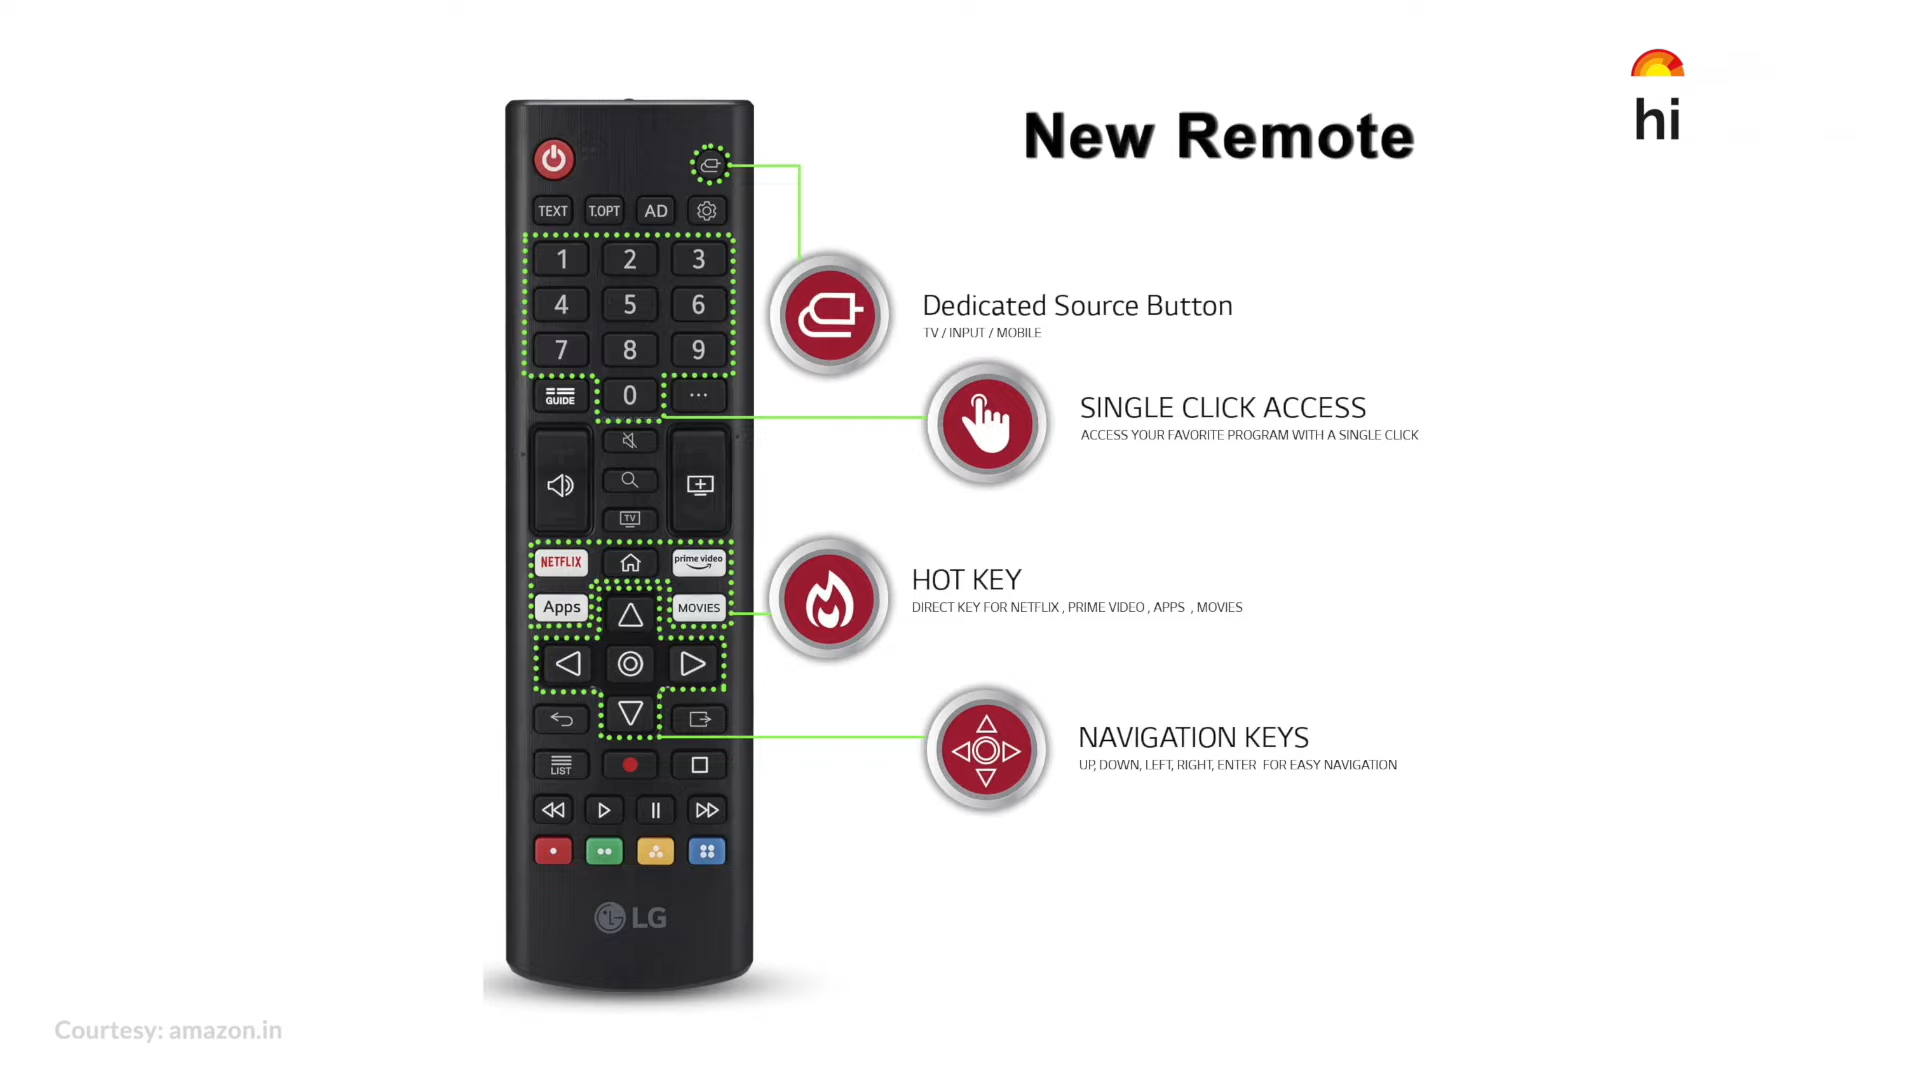 hi
New Remote
TEXT T.OPT AD
1 2 3
4 5 6
7 8 9
GUIDE 0 ...
TV
NETFLIX prime video
Apps MOVIES
LIST
LG
Dedicated Source Button
TV / INPUT / MOBILE
SINGLE CLICK ACCESS
ACCESS YOUR FAVORITE PROGRAM WITH A SINGLE CLICK
HOT KEY
DIRECT KEY FOR NETFLIX , PRIME VIDEO , APPS , MOVIES
NAVIGATION KEYS
UP, DOWN, LEFT, RIGHT, ENTER FOR EASY NAVIGATION
Courtesy: amazon.in